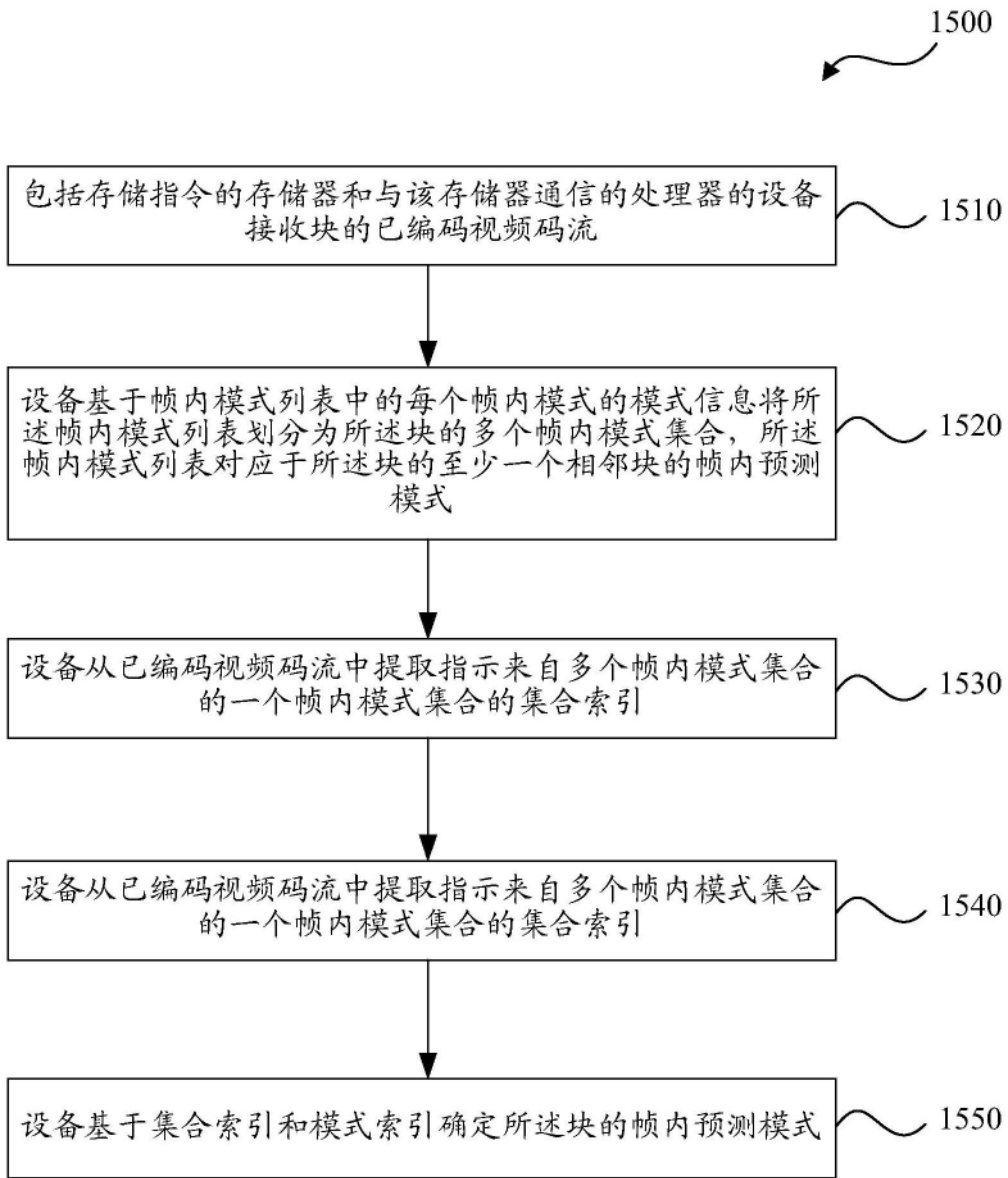 1500
包括存储指令的存储器和与该存储器通信的处理器的设备
接收块的已编码视频码流
1510
设备基于帧内模式列表中的每个帧内模式的模式信息将所
述帧内模式列表划分为所述块的多个帧内模式集合，所述
帧内模式列表对应于所述块的至少一个相邻块的帧内预测
模式
1520
设备从已编码视频码流中提取指示来自多个帧内模式集合
的一个帧内模式集合的集合索引
1530
设备从已编码视频码流中提取指示来自多个帧内模式集合
的一个帧内模式集合的集合索引
1540
设备基于集合索引和模式索引确定所述块的帧内预测模式
1550